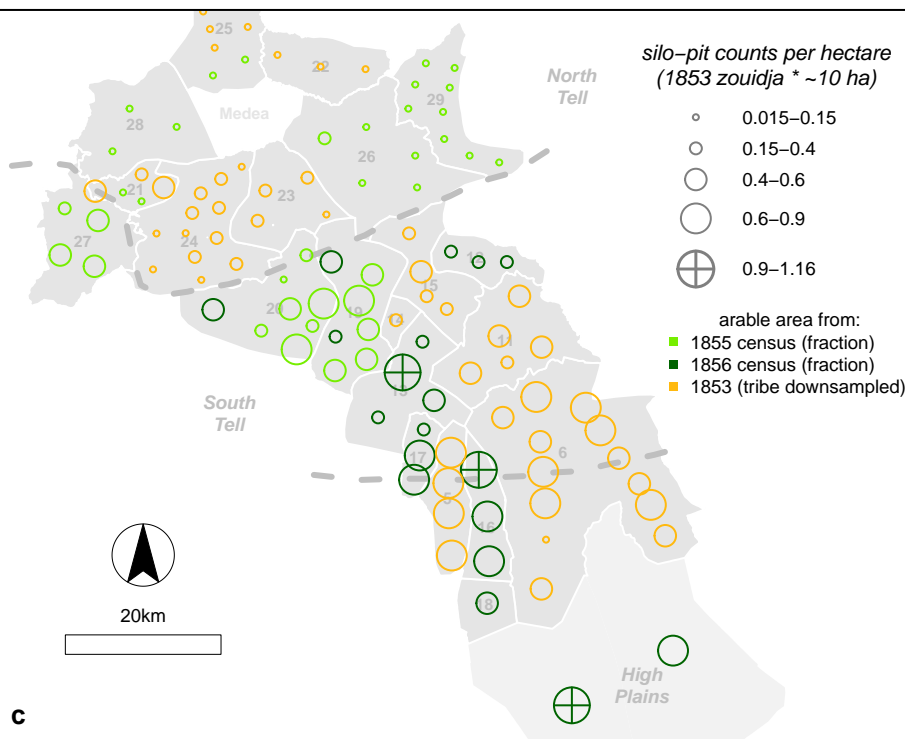 silo–pit counts per hectare
(1853 zouidja * ~10 ha)
0.015–0.15
0.15–0.4
0.4–0.6
0.6–0.9
0.9–1.16
arable area from:
1855 census (fraction)
1856 census (fraction)
1853 (tribe downsampled)
North
Tell
South
Tell
High
Plains
Medea
25
22
29
28
26
21
23
27
24
12
15
20
19
14
11
13
17
6
5
16
18
20km
c